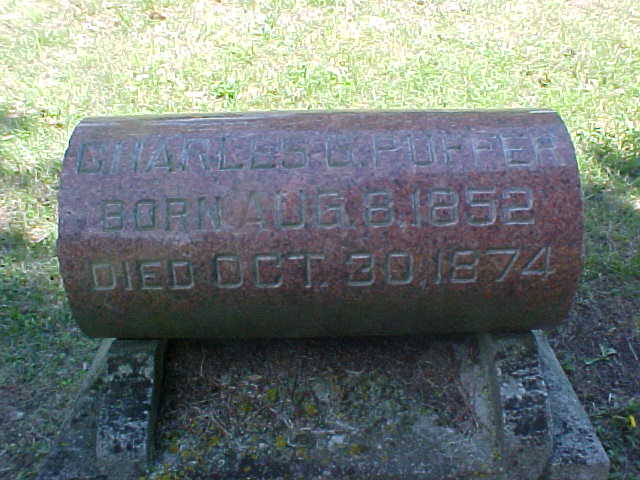 CHARLES C. PUFFER
BORN AUG. 8, 1852
DIED OCT. 30, 1874